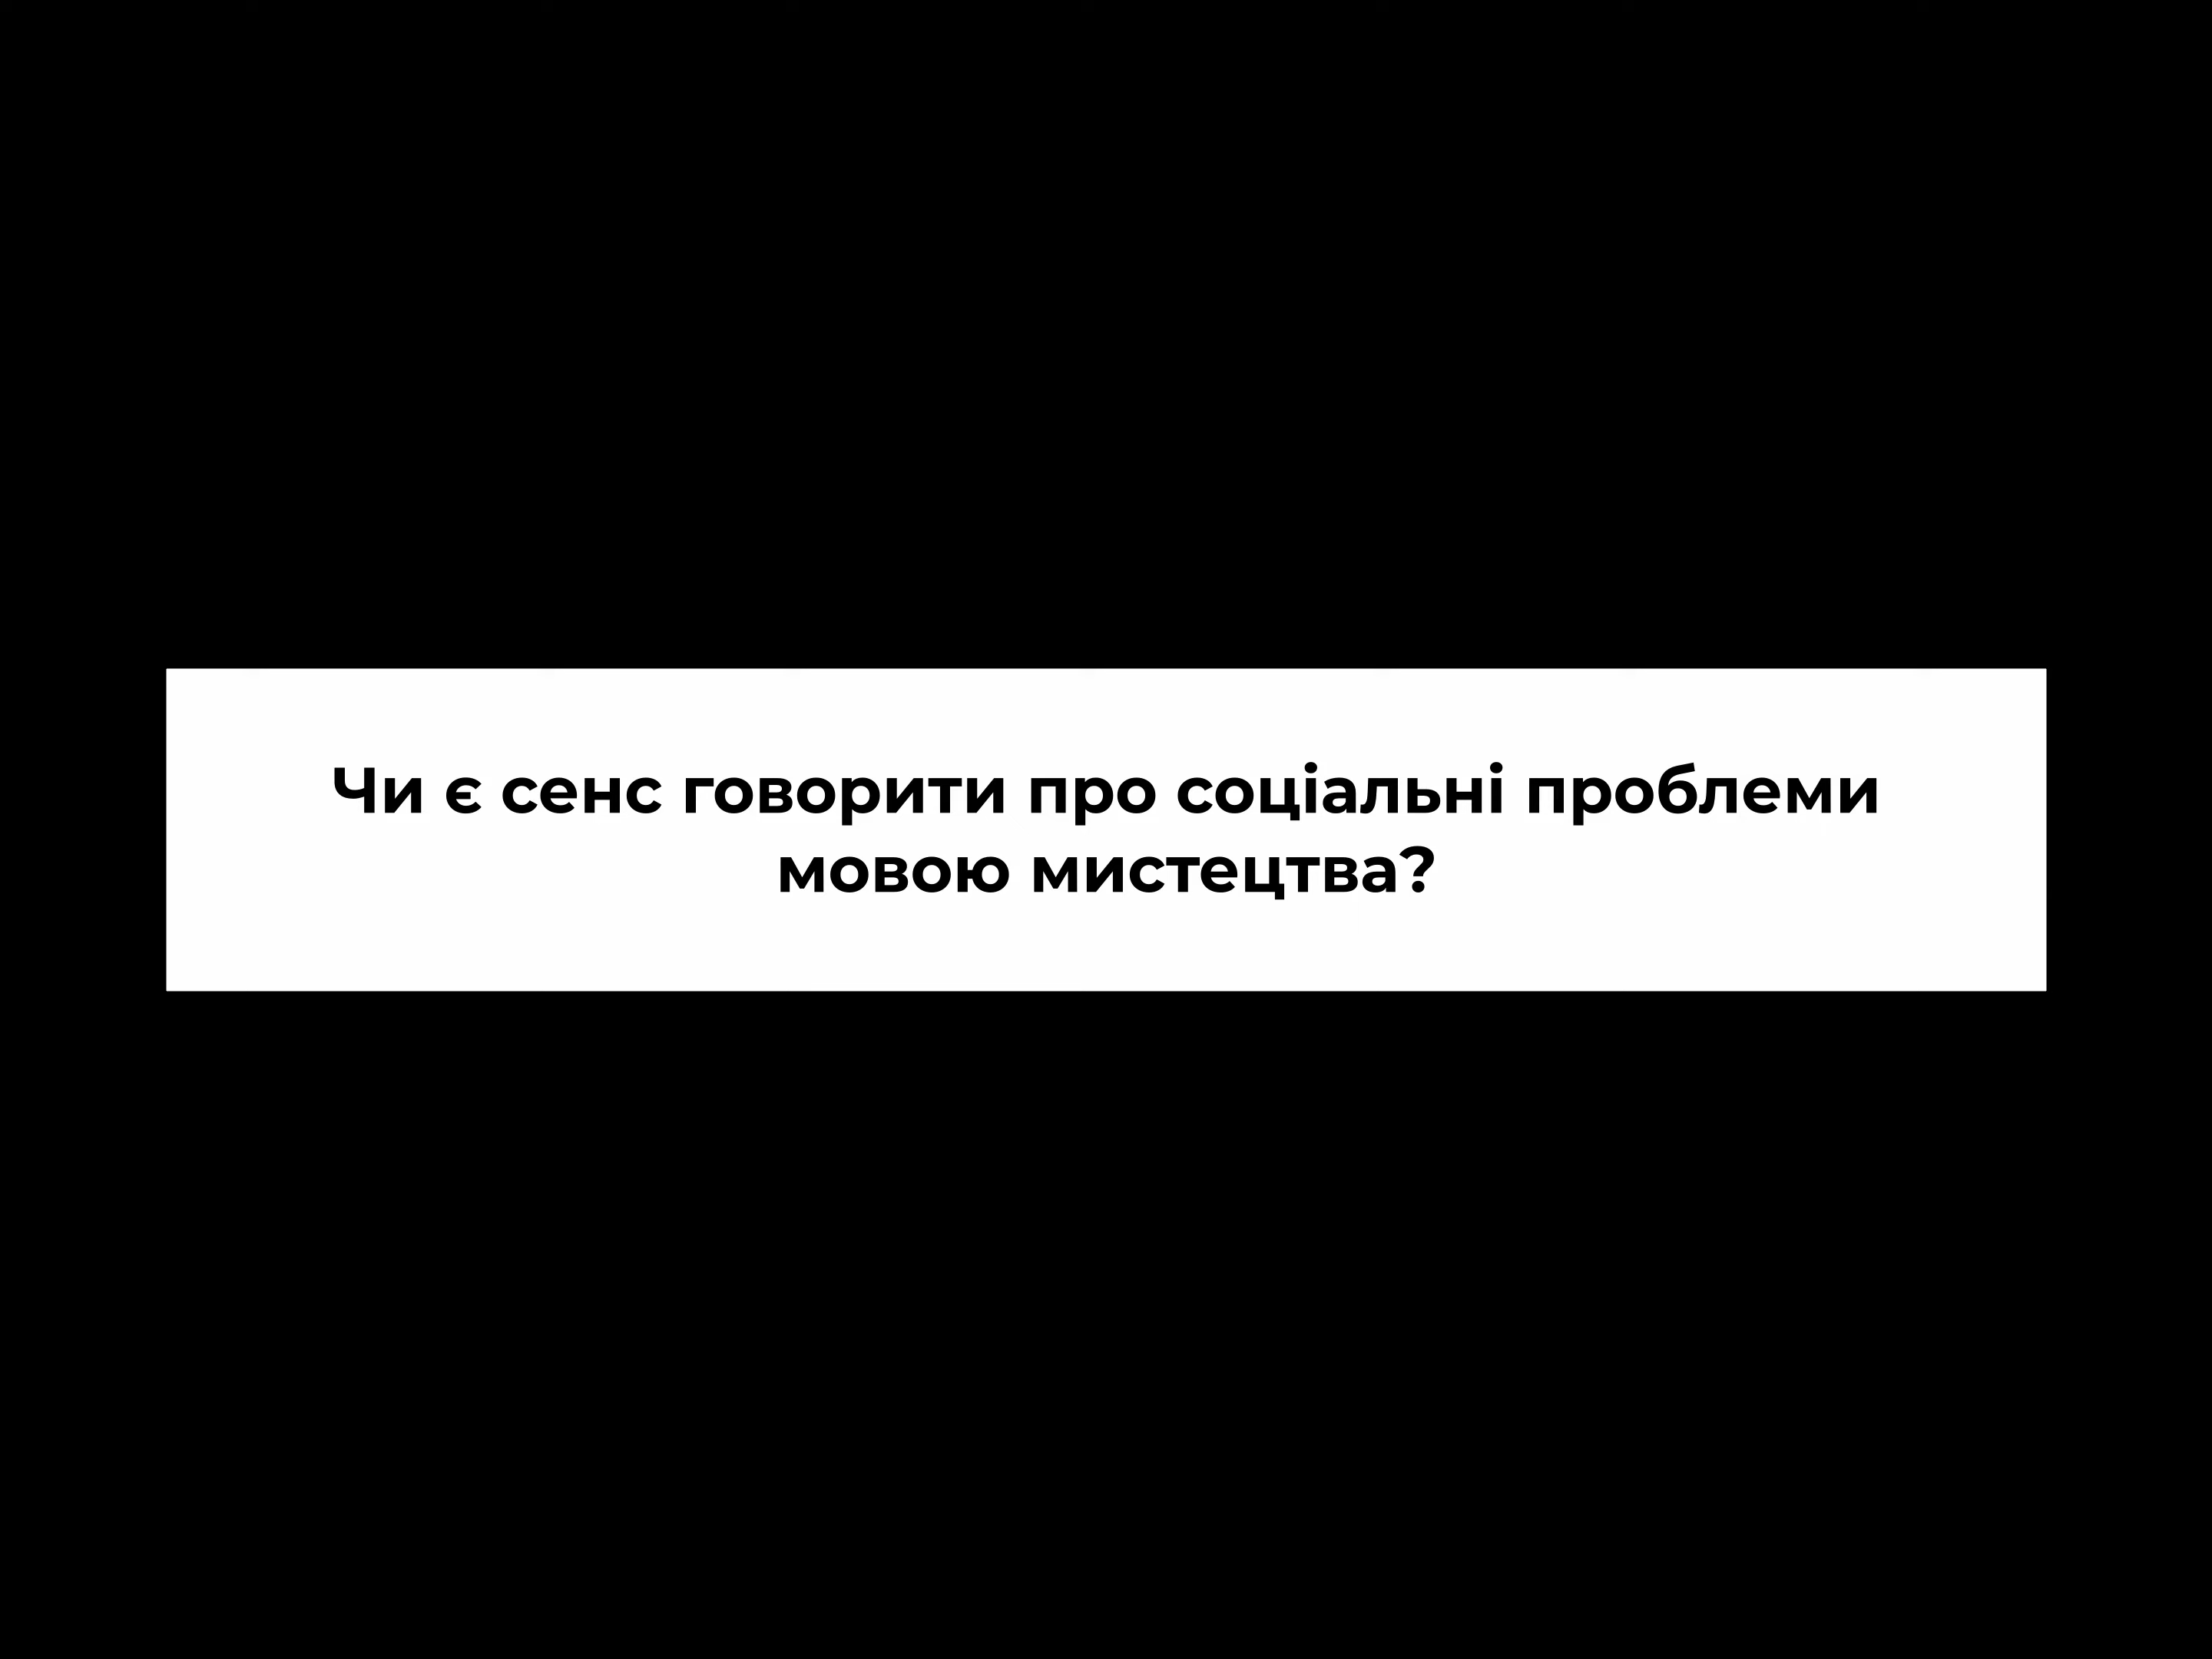 Чи є сенс говорити про соціальні проблеми
мовою мистецтва?